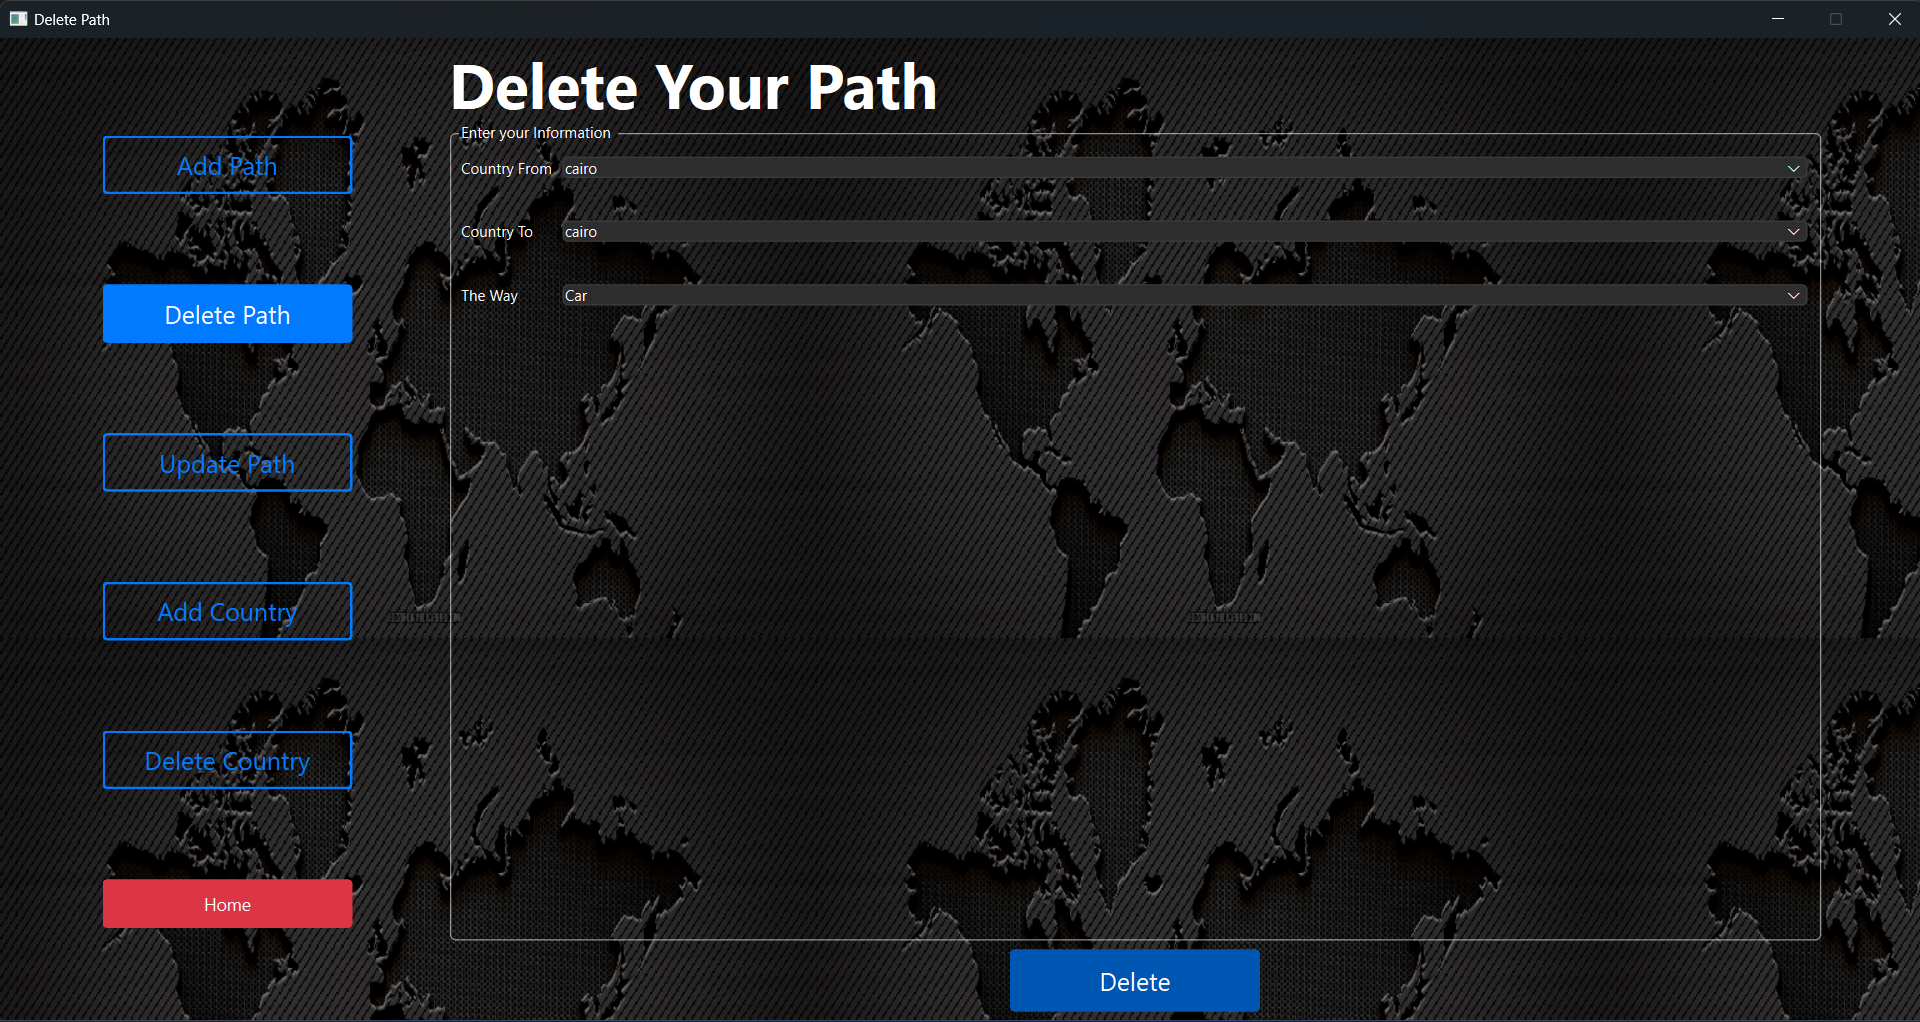 Delete Path
Delete Your Path
Enter your Information
Country From cairo
Country To cairo
The Way Car
Add Path
Delete Path
Update Path
Add Country
Delete Country
Home
Delete